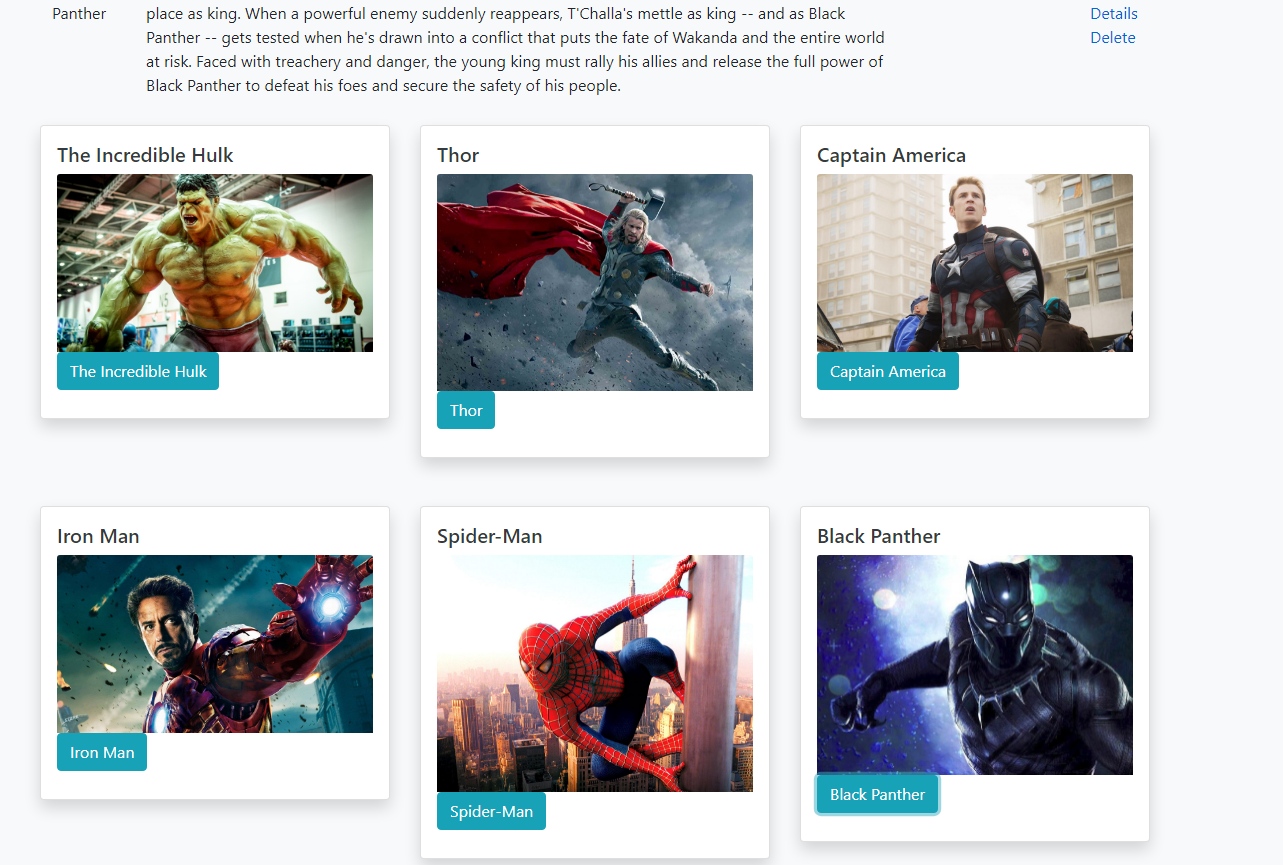 Panther
place as king. When a powerful enemy suddenly reappears, T'Challa's mettle as king -- and as Black
Details
Panther -- gets tested when he's drawn into a conflict that puts the fate of Wakanda and the entire world
Delete
at risk. Faced with treachery and danger, the young king must rally his allies and release the full power of
Black Panther to defeat his foes and secure the safety of his people.
The Incredible Hulk
Thor
Captain America
The Incredible Hulk
Thor
Captain America
Iron Man
Spider-Man
Black Panther
Iron Man
Spider-Man
Black Panther